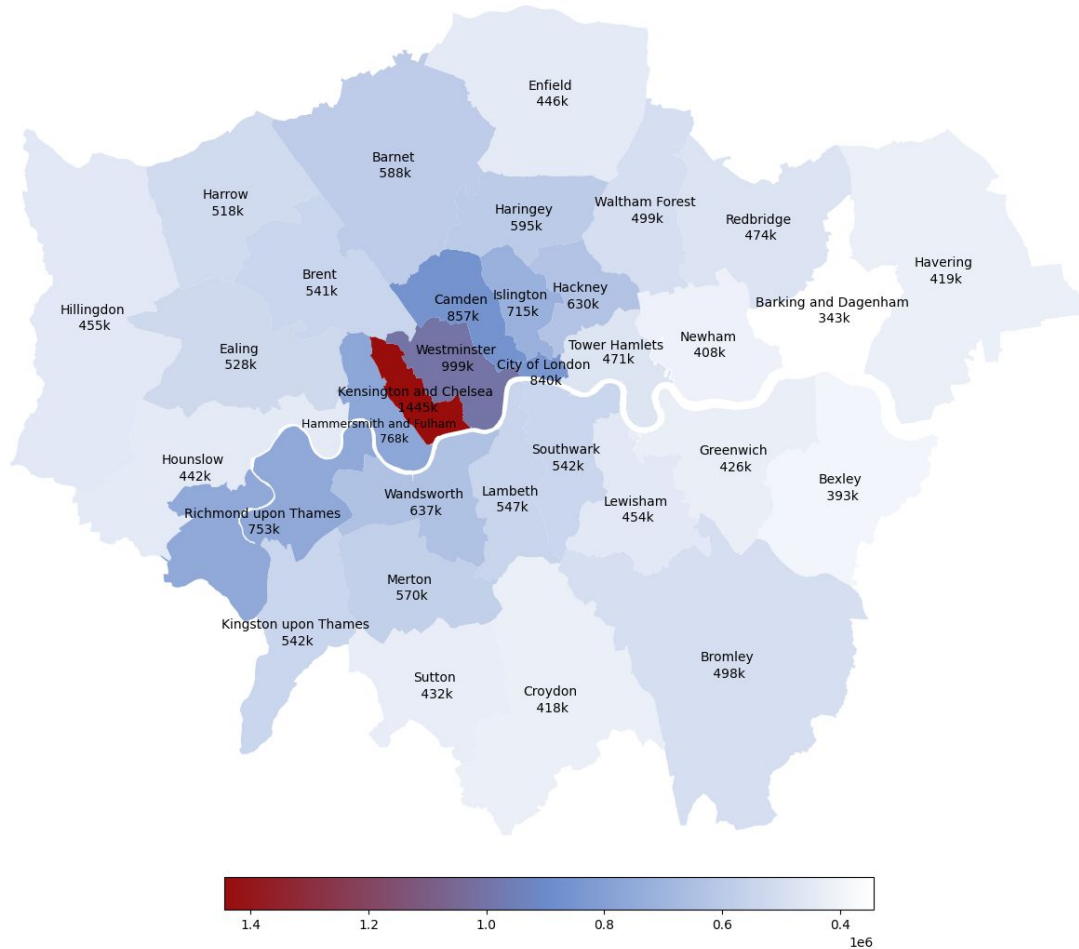 Enfield
446k
Barnet
588k
Harrow
518k
Haringey
595k
Waltham Forest
499k
Redbridge
474k
Havering
419k
Brent
541k
Hillingdon
455k
Camden
857k
Islington
715k
Hackney
630k
Barking and Dagenham
343k
Ealing
528k
Westminster
999k
City of London
840k
Tower Hamlets
471k
Newham
408k
Kensington and Chelsea
1445k
Hammersmith and Fulham
768k
Hounslow
442k
Southwark
542k
Greenwich
426k
Bexley
393k
Richmond upon Thames
753k
Wandsworth
637k
Lambeth
547k
Lewisham
454k
Merton
570k
Kingston upon Thames
542k
Sutton
432k
Croydon
418k
Bromley
498k
1.4 1.2 1.0 0.8 0.6 0.4
1e6